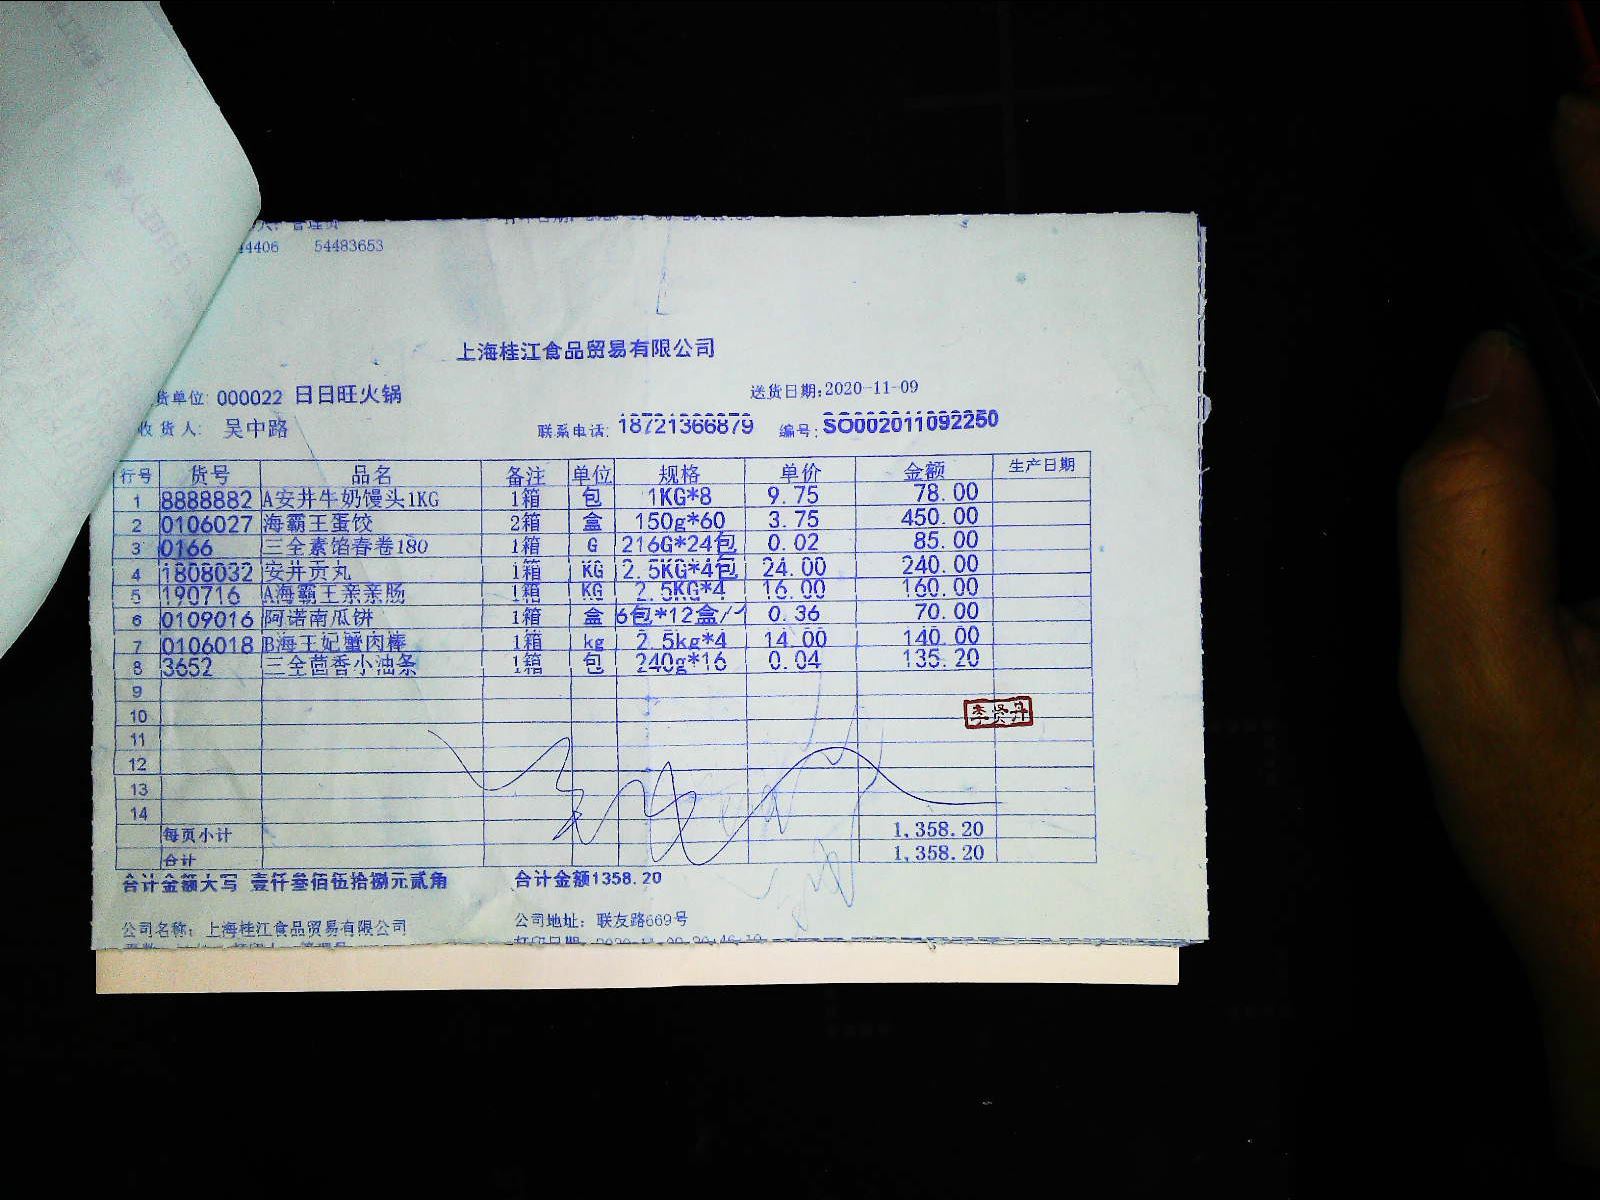 管理员
44406 54483653
上海桂江食品贸易有限公司
货单位: 000022 日日旺火锅 送货日期:2020-11-09
收货人: 吴中路 联系电话: 18721366879 编号: SO002011092250
行号 货号 品名 备注 单位 规格 单价 金额 生产日期
1 8888882 A安井牛奶馒头1KG 1箱 包 1KG*8 9.75 78.00
2 0106027 海霸王蛋饺 2箱 盒 150g*60 3.75 450.00
3 0166 三全素馅春卷180 1箱 G 216G*24包 0.02 85.00
4 1808032 安井贡丸 1箱 KG 2.5KG*4包 24.00 240.00
5 190716 A海霸王亲亲肠 1箱 KG 2.5KG*4 16.00 160.00
6 0109016 阿诺南瓜饼 1箱 盒 6包*12盒/1 0.36 70.00
7 0106018 B海王妃蟹肉棒 1箱 kg 2.5kg*4 14.00 140.00
8 3652 三全茴香小油条 1箱 包 240g*16 0.04 135.20
9
10 李贤丹
11
12
13
14
每页小计 1,358.20
合计 1,358.20
合计金额大写 壹仟叁佰伍拾捌元贰角 合计金额1358.20
公司名称: 上海桂江食品贸易有限公司 公司地址: 联友路669号